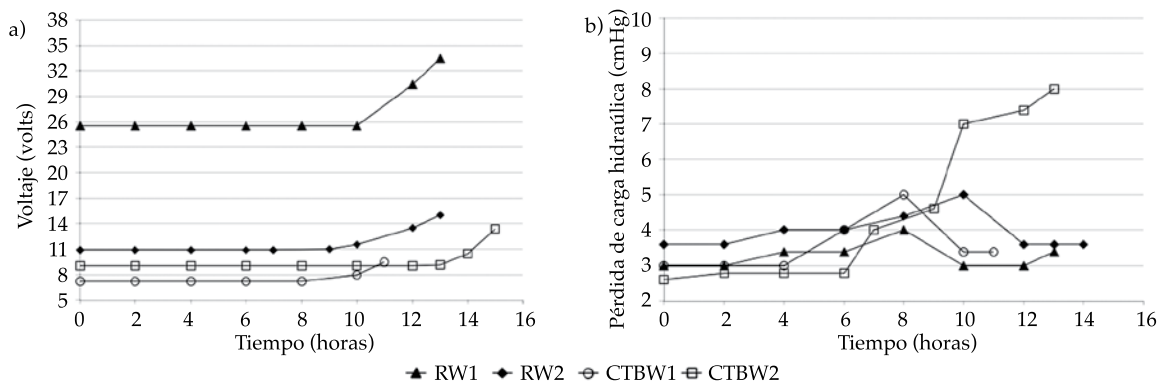 a)
Voltaje (volts)
38
35
32
29
26
23
20
17
14
11
8
5
0 2 4 6 8 10 12 14 16
Tiempo (horas)
b)
Pérdida de carga hidraúlica (cmHg)
10
9
8
7
6
5
4
3
2
0 2 4 6 8 10 12 14 16
Tiempo (horas)
RW1 RW2 CTBW1 CTBW2